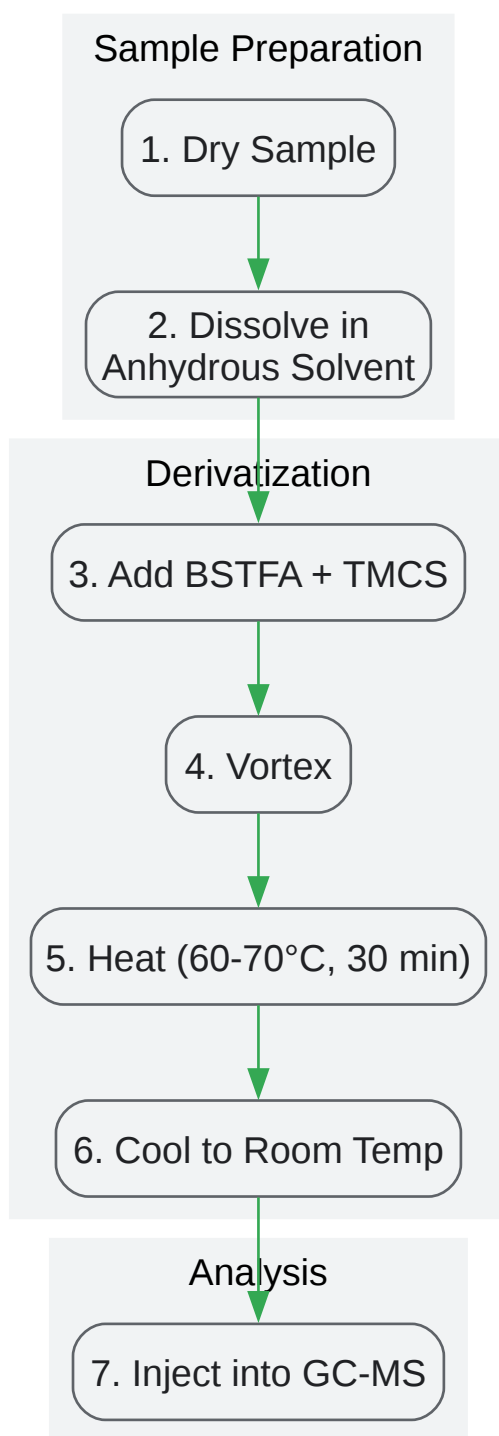 Sample Preparation
1. Dry Sample
2. Dissolve in
Anhydrous Solvent
Derivatization
3. Add BSTFA + TMCS
4. Vortex
5. Heat (60-70°C, 30 min)
6. Cool to Room Temp
Analysis
7. Inject into GC-MS